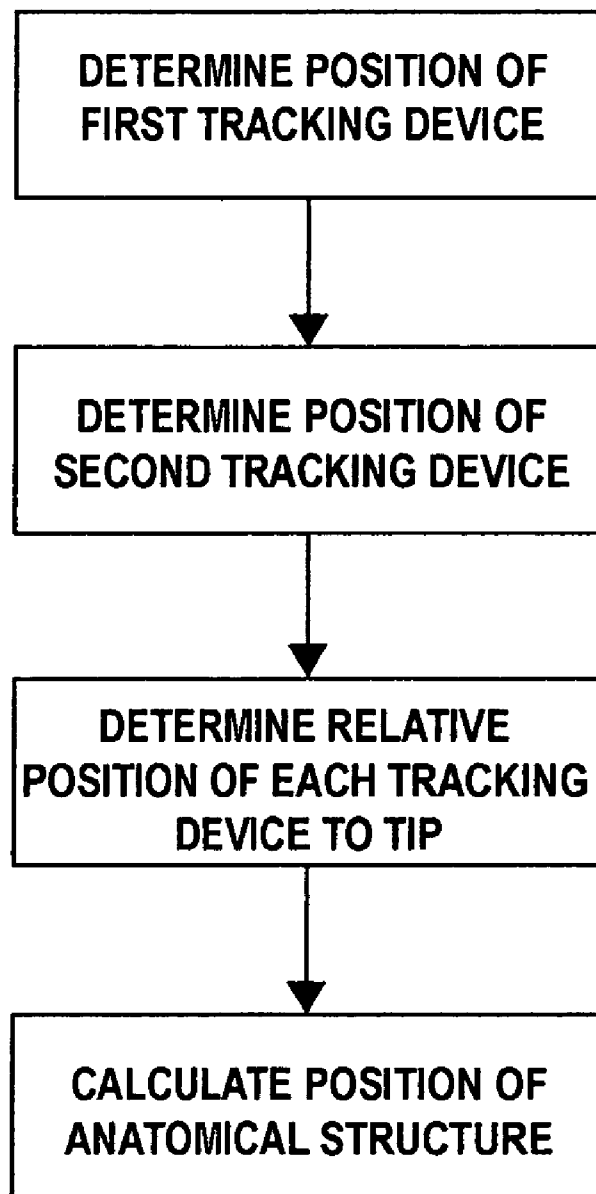 DETERMINE POSITION OF
FIRST TRACKING DEVICE
DETERMINE POSITION OF
SECOND TRACKING DEVICE
DETERMINE RELATIVE
POSITION OF EACH TRACKING
DEVICE TO TIP
CALCULATE POSITION OF
ANATOMICAL STRUCTURE